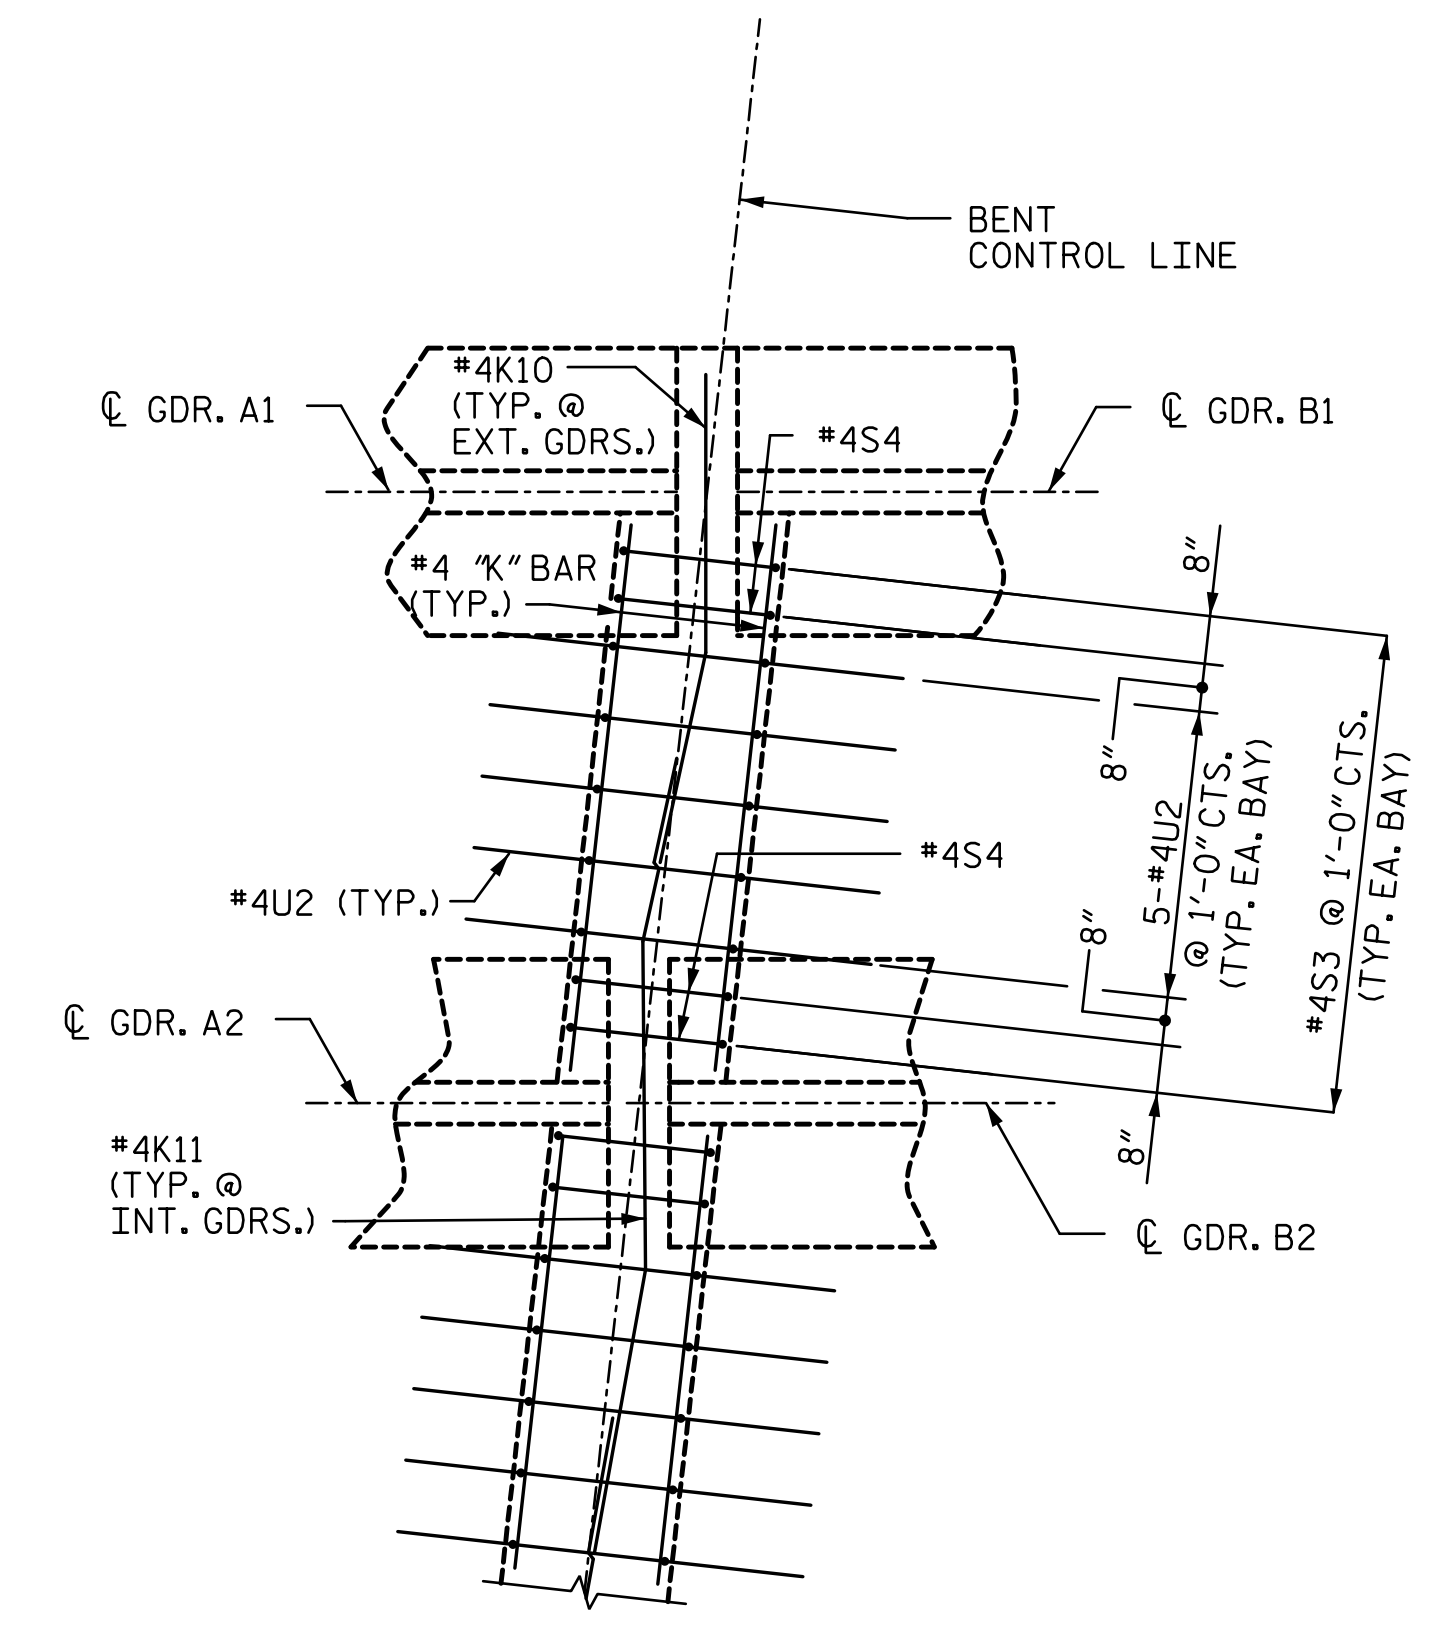 BENT
CONTROL LINE
#4K10
(TYP. @
EXT. GDRS.)
℄ GDR. A1
℄ GDR. B1
#4S4
#4 "K" BAR
(TYP.)
8"
8"
5-#4U2
@ 1'-0" CTS.
(TYP. EA. BAY)
#4S3 @ 1'-0" CTS.
(TYP. EA. BAY)
#4S4
#4U2 (TYP.)
8"
℄ GDR. A2
8"
#4K11
(TYP. @
INT. GDRS.)
℄ GDR. B2